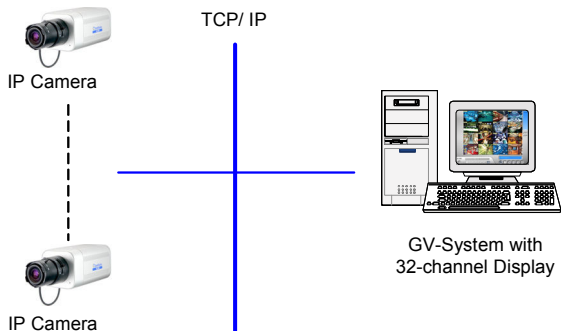 TCP/ IP
IP Camera
GV-System with
32-channel Display
IP Camera